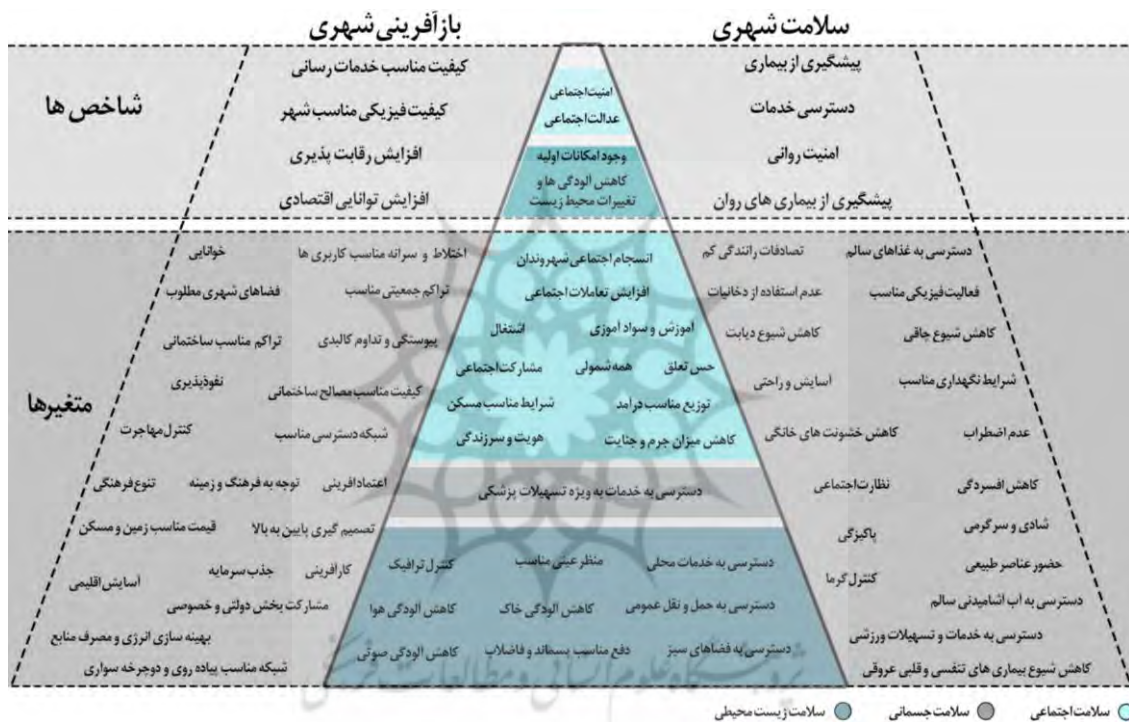 سلامت شهری
بازآفرینی شهری
شاخص ها
پیشگیری از بیماری
دسترسی خدمات
امنیت روانی
پیشگیری از بیماری های روان
امنیت اجتماعی
عدالت اجتماعی
وجود امکانات اولیه
کاهش آلودگی ها و
تغییرات محیط زیست
کیفیت مناسب خدمات رسانی
کیفیت فیزیکی مناسب شهر
افزایش رقابت پذیری
افزایش توانایی اقتصادی
متغیرها
دسترسی به غذاهای سالم
تصادفات رانندگی کم
فعالیت فیزیکی مناسب
عدم استفاده از دخانیات
کاهش شیوع چاقی
کاهش شیوع دیابت
شرایط نگهداری مناسب
آسایش و راحتی
عدم اضطراب
کاهش خشونت های خانگی
کاهش افسردگی
نظارت اجتماعی
شادی و سرگرمی
پاکیزگی
حضور عناصر طبیعی
کنترل گرما
دسترسی به آب آشامیدنی سالم
دسترسی به خدمات و تسهیلات ورزشی
کاهش شیوع بیماری های تنفسی و قلبی عروقی
انسجام اجتماعی شهروندان
افزایش تعاملات اجتماعی
آموزش و سواد آموزی
اشتغال
حس تعلق
همه شمولی
مشارکت اجتماعی
توزیع مناسب درامد
شرایط مناسب مسکن
کاهش میزان جرم و جنایت
هویت و سرزندگی
دسترسی به خدمات به ویژه تسهیلات پزشکی
دسترسی به خدمات محلی
منظر عینی مناسب
کنترل ترافیک
دسترسی به حمل و نقل عمومی
کاهش آلودگی خاک
کاهش آلودگی هوا
دسترسی به فضاهای سبز
دفع مناسب پسماند و فاضلاب
کاهش آلودگی صوتی
اختلاط و سرانه مناسب کاربری ها
خوانایی
تراکم جمعیتی مناسب
فضاهای شهری مطلوب
پیوستگی و تداوم کالبدی
تراکم مناسب ساختمانی
کیفیت مناسب مصالح ساختمانی
نفوذپذیری
شبکه دسترسی مناسب
کنترل مهاجرت
اعتمادافرینی
توجه به فرهنگ و زمینه
تنوع فرهنگی
تصمیم گیری پایین به بالا
قیمت مناسب زمین و مسکن
کارآفرینی
جذب سرمایه
آسایش اقلیمی
مشارکت بخش دولتی و خصوصی
بهینه سازی انرژی و مصرف منابع
شبکه مناسب پیاده روی و دوچرخه سواری
پژوهشگاه علوم انسانی و مطالعات فرهنگی
سلامت اجتماعی
سلامت جسمانی
سلامت زیست محیطی